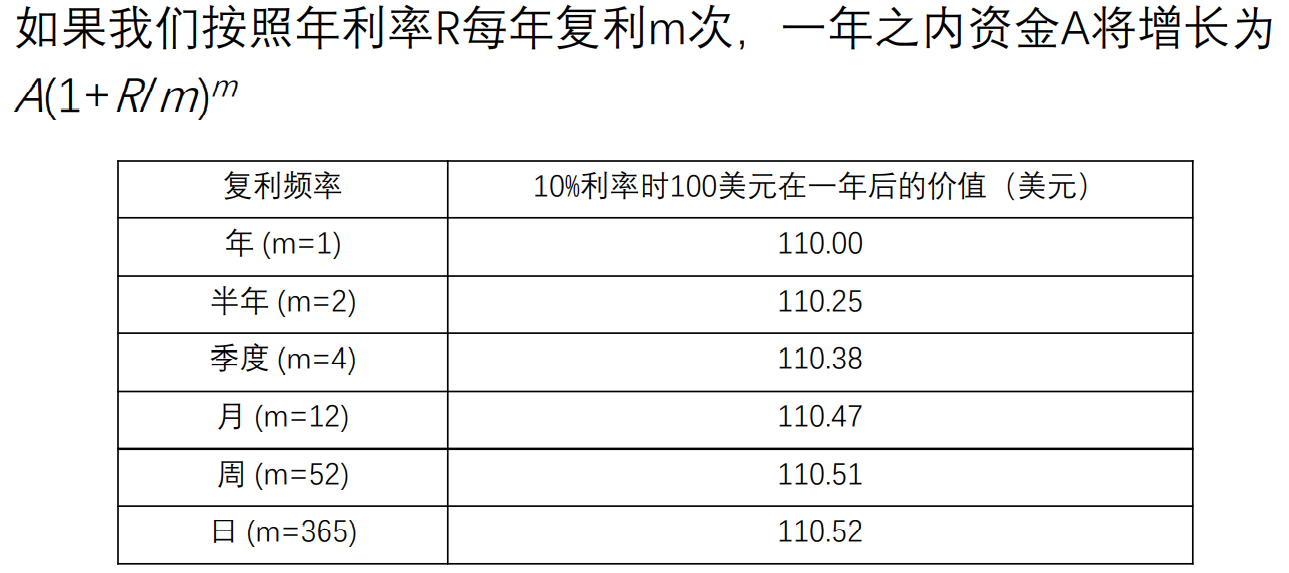 如果我们按照年利率R每年复利m次，一年之内资金A将增长为
A(1+R/m)ᵐ
复利频率 10%利率时100美元在一年后的价值（美元）
年 (m=1) 110.00
半年 (m=2) 110.25
季度 (m=4) 110.38
月 (m=12) 110.47
周 (m=52) 110.51
日 (m=365) 110.52